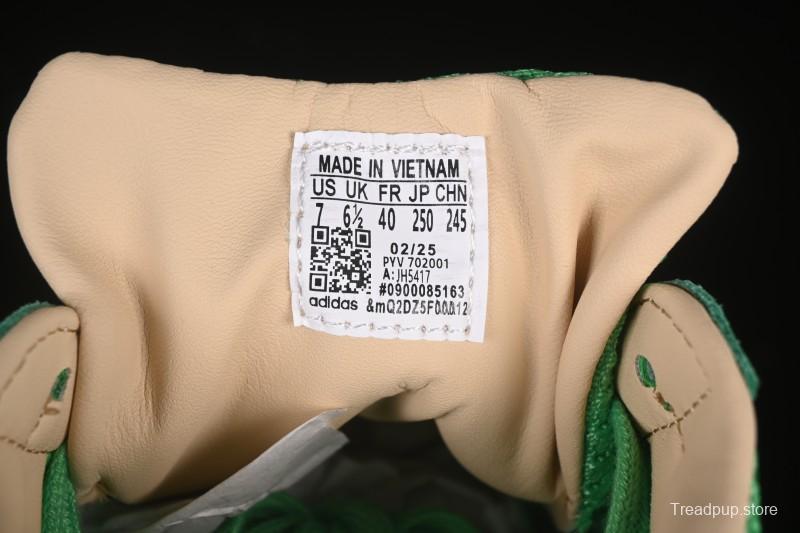 MADE IN VIETNAM
US UK FR JP CHN
7 6½ 40 250 245
02/25
PYV 702001
A:JH5417
#0900085163
adidas &mQ2DZ5F00012
Treadpup.store